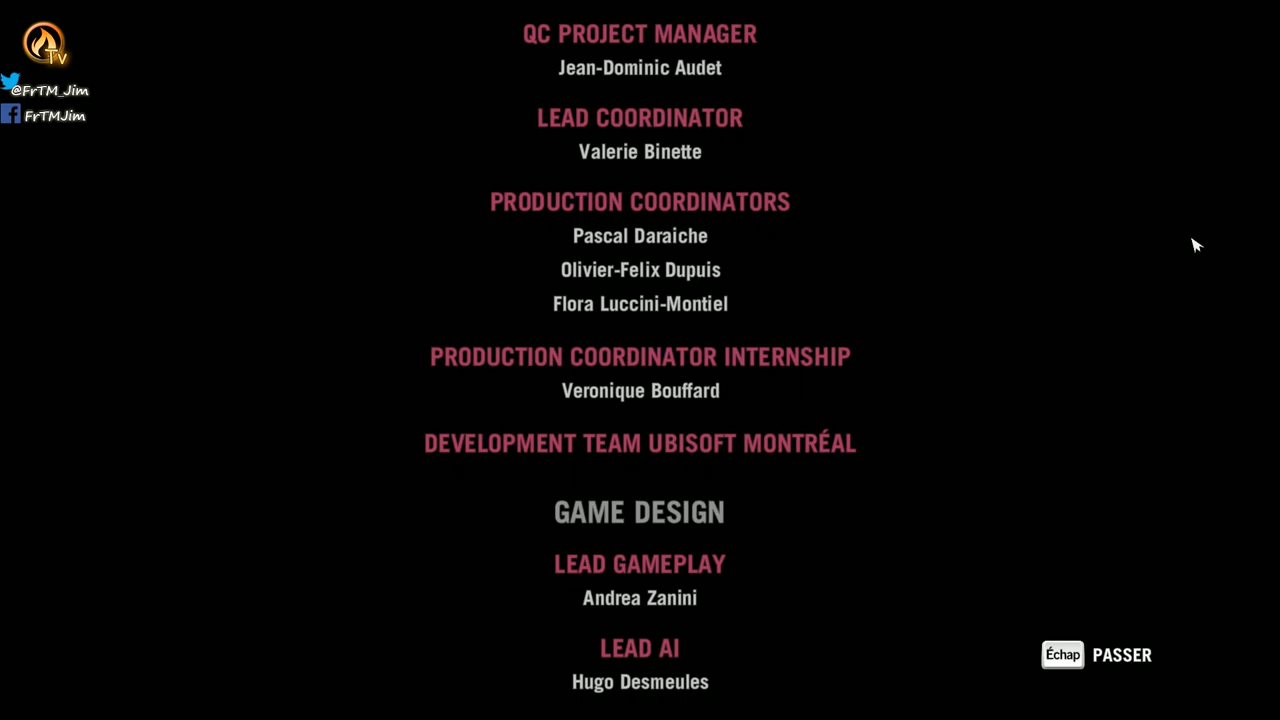 Tv
@FrTM_Jim
FrTMJim
QC PROJECT MANAGER
Jean-Dominic Audet
LEAD COORDINATOR
Valerie Binette
PRODUCTION COORDINATORS
Pascal Daraiche
Olivier-Felix Dupuis
Flora Luccini-Montiel
PRODUCTION COORDINATOR INTERNSHIP
Veronique Bouffard
DEVELOPMENT TEAM UBISOFT MONTRÉAL
GAME DESIGN
LEAD GAMEPLAY
Andrea Zanini
LEAD AI
Hugo Desmeules
Échap PASSER